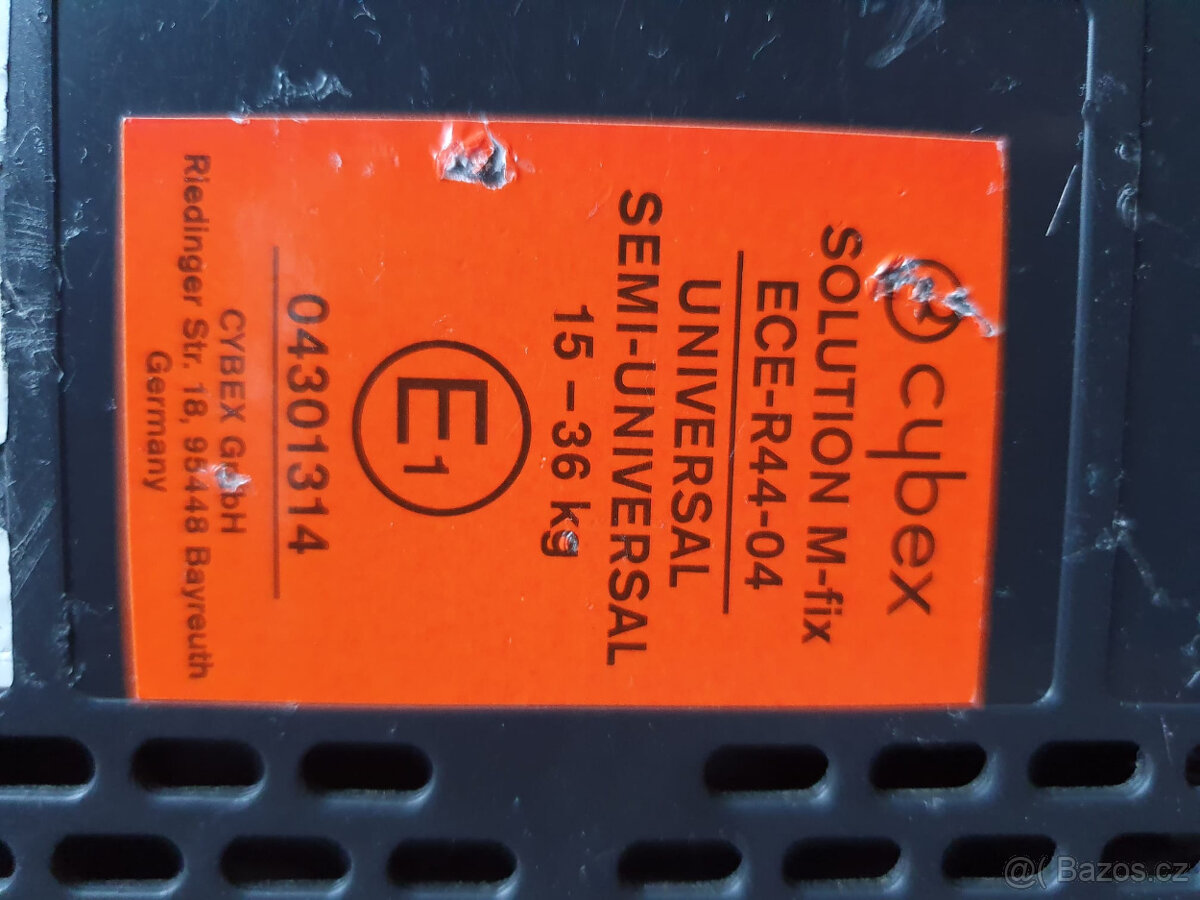 cybex
SOLUTION M-fix
ECE-R44-04
UNIVERSAL
SEMI-UNIVERSAL
15 – 36 kg
E1
04301314
CYBEX GmbH
Riedinger Str. 18, 95448 Bayreuth
Germany
@( Bazos.cz